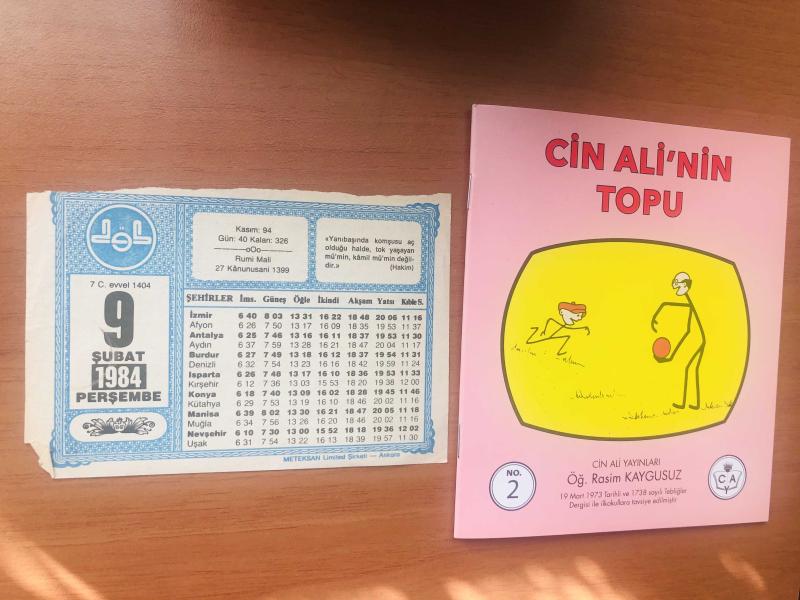 7 C. evvel 1404
9
ŞUBAT
1984
PERŞEMBE
Kasım: 94
Gün: 40 Kalan: 326
—oOo—
Rumi Mali
27 Kânunusani 1399
«Yanıbaşında komşusu aç
olduğu halde, tok yaşayan
mü'min, kâmil mü'min değil-
dir.» (Hakim)
ŞEHİRLER İms. Güneş Öğle İkindi Akşam Yatsı Kıble S.
İzmir 6 40 8 03 13 31 16 22 18 48 20 06 11 16
Afyon 6 26 7 50 13 17 16 09 18 35 19 53 11 37
Antalya 6 25 7 46 13 16 16 11 18 37 19 53 11 30
Aydın 6 37 7 59 13 28 16 21 18 47 20 04 11 17
Burdur 6 27 7 49 13 18 16 12 18 37 19 54 11 31
Denizli 6 32 7 54 13 23 16 16 18 42 19 59 11 24
Isparta 6 26 7 48 13 17 16 10 18 36 19 53 11 33
Kırşehir 6 12 7 36 13 03 15 53 18 20 19 38 12 00
Konya 6 18 7 40 13 09 16 02 18 28 19 45 11 46
Kütahya 6 29 7 53 13 19 16 10 18 36 19 54 11 34
Manisa 6 39 8 02 13 30 16 21 18 47 20 05 11 18
Muğla 6 34 7 56 13 26 16 20 18 46 20 02 11 16
Nevşehir 6 10 7 30 13 00 15 52 18 18 19 36 12 02
Uşak 6 31 7 54 13 22 16 13 18 39 19 57 11 30
METEKSAN Limited Şirketi — Ankara
CİN ALİ'NİN
TOPU
CİN ALİ YAYINLARI
Öğ. Rasim KAYGUSUZ
19 Mart 1973 Tarihli ve 1738 sayılı Tebliğler
Dergisi ile ilkokullara tavsiye edilmiştir
NO.
2
C A
Y